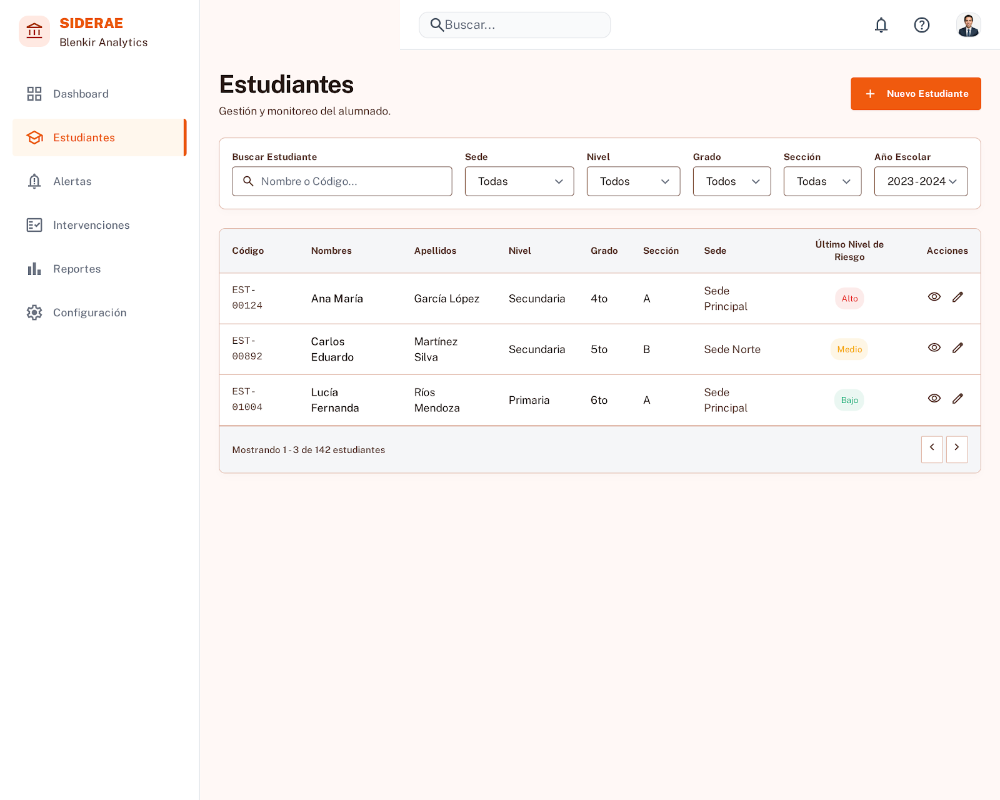 SIDERAE
Blenkir Analytics
Buscar...
Dashboard
Estudiantes
Alertas
Intervenciones
Reportes
Configuración
Estudiantes
Gestión y monitoreo del alumnado.
Nuevo Estudiante
Buscar Estudiante
Nombre o Código...
Sede
Todas
Nivel
Todos
Grado
Todos
Sección
Todas
Año Escolar
2023-2024
Código Nombres Apellidos Nivel Grado Sección Sede Último Nivel de Riesgo Acciones
EST-00124 Ana María García López Secundaria 4to A Sede Principal Alto
EST-00892 Carlos Eduardo Martínez Silva Secundaria 5to B Sede Norte Medio
EST-01004 Lucía Fernanda Ríos Mendoza Primaria 6to A Sede Principal Bajo
Mostrando 1 - 3 de 142 estudiantes